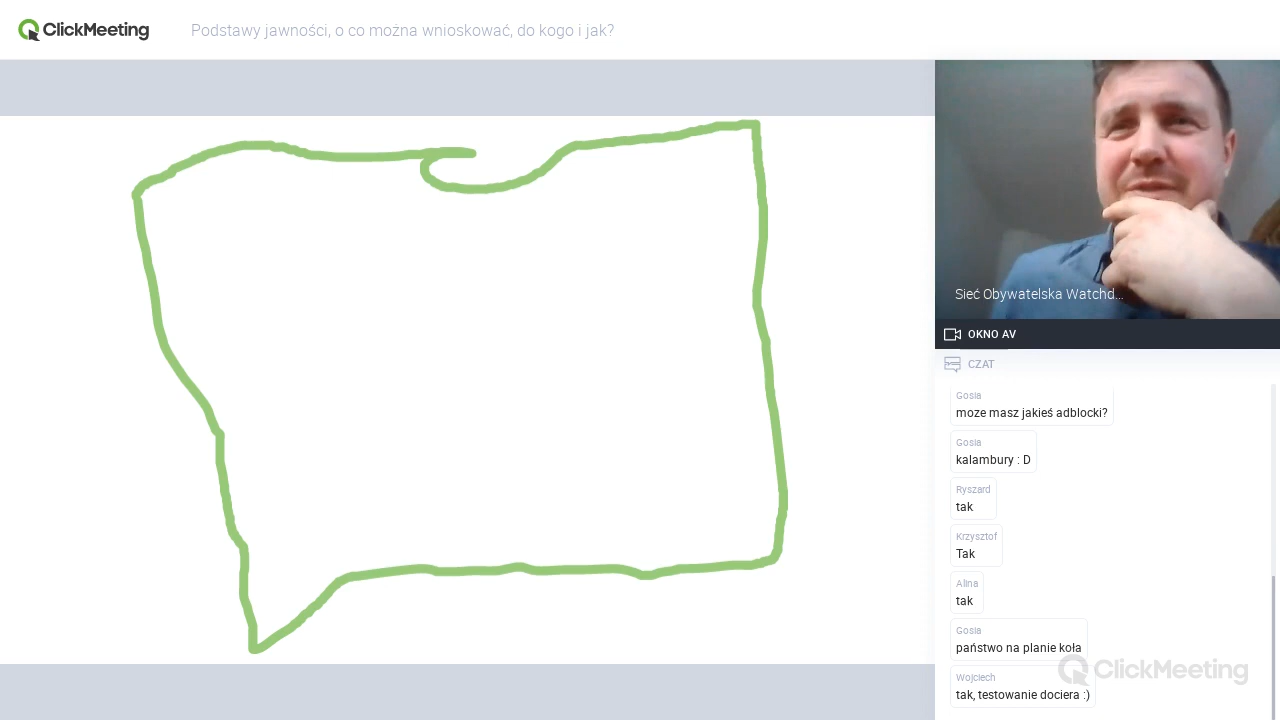 ClickMeeting
Podstawy jawności, o co można wnioskować, do kogo i jak?
Sieć Obywatelska Watchd...
OKNO AV
CZAT
Gosia
moze masz jakieś adblocki?
Gosia
kalambury : D
Ryszard
tak
Krzysztof
Tak
Alina
tak
Gosia
państwo na planie koła
ClickMeeting
Wojciech
tak, testowanie dociera :)